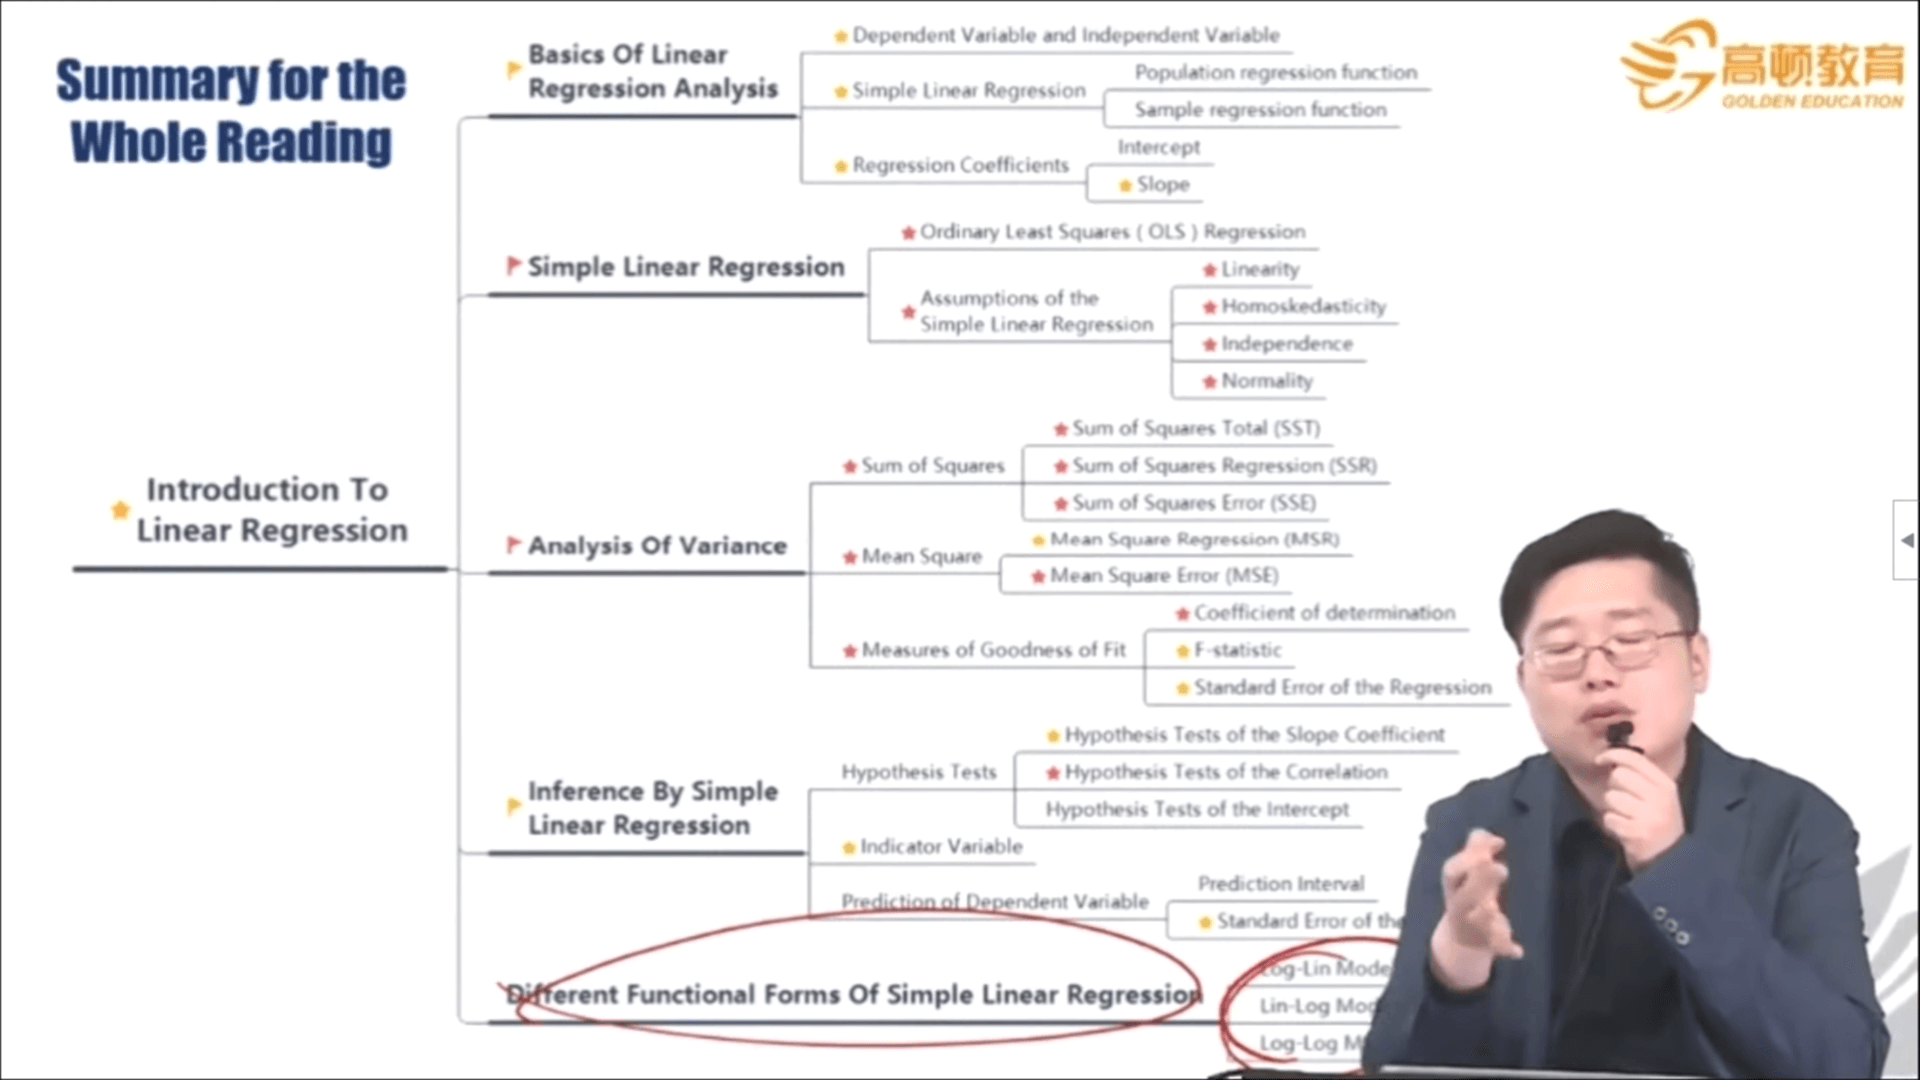 Summary for the
Whole Reading
高顿教育
GOLDEN EDUCATION
Introduction To
Linear Regression
Basics Of Linear
Regression Analysis
Dependent Variable and Independent Variable
Simple Linear Regression
Population regression function
Sample regression function
Regression Coefficients
Intercept
Slope
Simple Linear Regression
Ordinary Least Squares ( OLS ) Regression
Assumptions of the
Simple Linear Regression
Linearity
Homoskedasticity
Independence
Normality
Analysis Of Variance
Sum of Squares
Sum of Squares Total (SST)
Sum of Squares Regression (SSR)
Sum of Squares Error (SSE)
Mean Square
Mean Square Regression (MSR)
Mean Square Error (MSE)
Measures of Goodness of Fit
Coefficient of determination
F-statistic
Standard Error of the Regression
Inference By Simple
Linear Regression
Hypothesis Tests
Hypothesis Tests of the Slope Coefficient
Hypothesis Tests of the Correlation
Hypothesis Tests of the Intercept
Indicator Variable
Prediction of Dependent Variable
Prediction Interval
Standard Error of the
Different Functional Forms Of Simple Linear Regression
Log-Lin Mode
Lin-Log Mod
Log-Log M